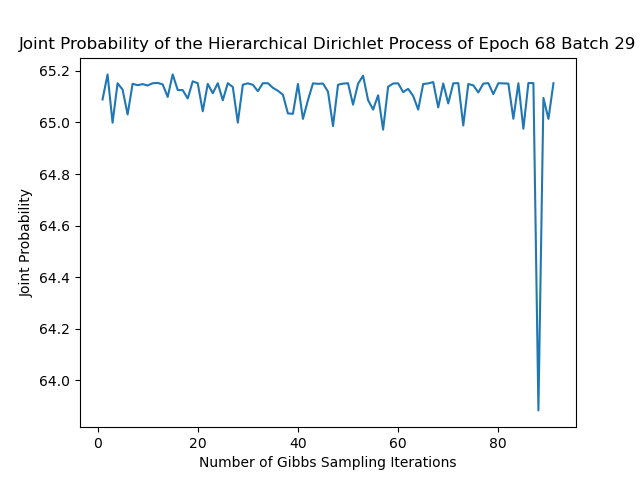 Joint Probability of the Hierarchical Dirichlet Process of Epoch 68 Batch 29
65.2
65.0
64.8
64.6
64.4
64.2
64.0
Joint Probability
0 20 40 60 80
Number of Gibbs Sampling Iterations